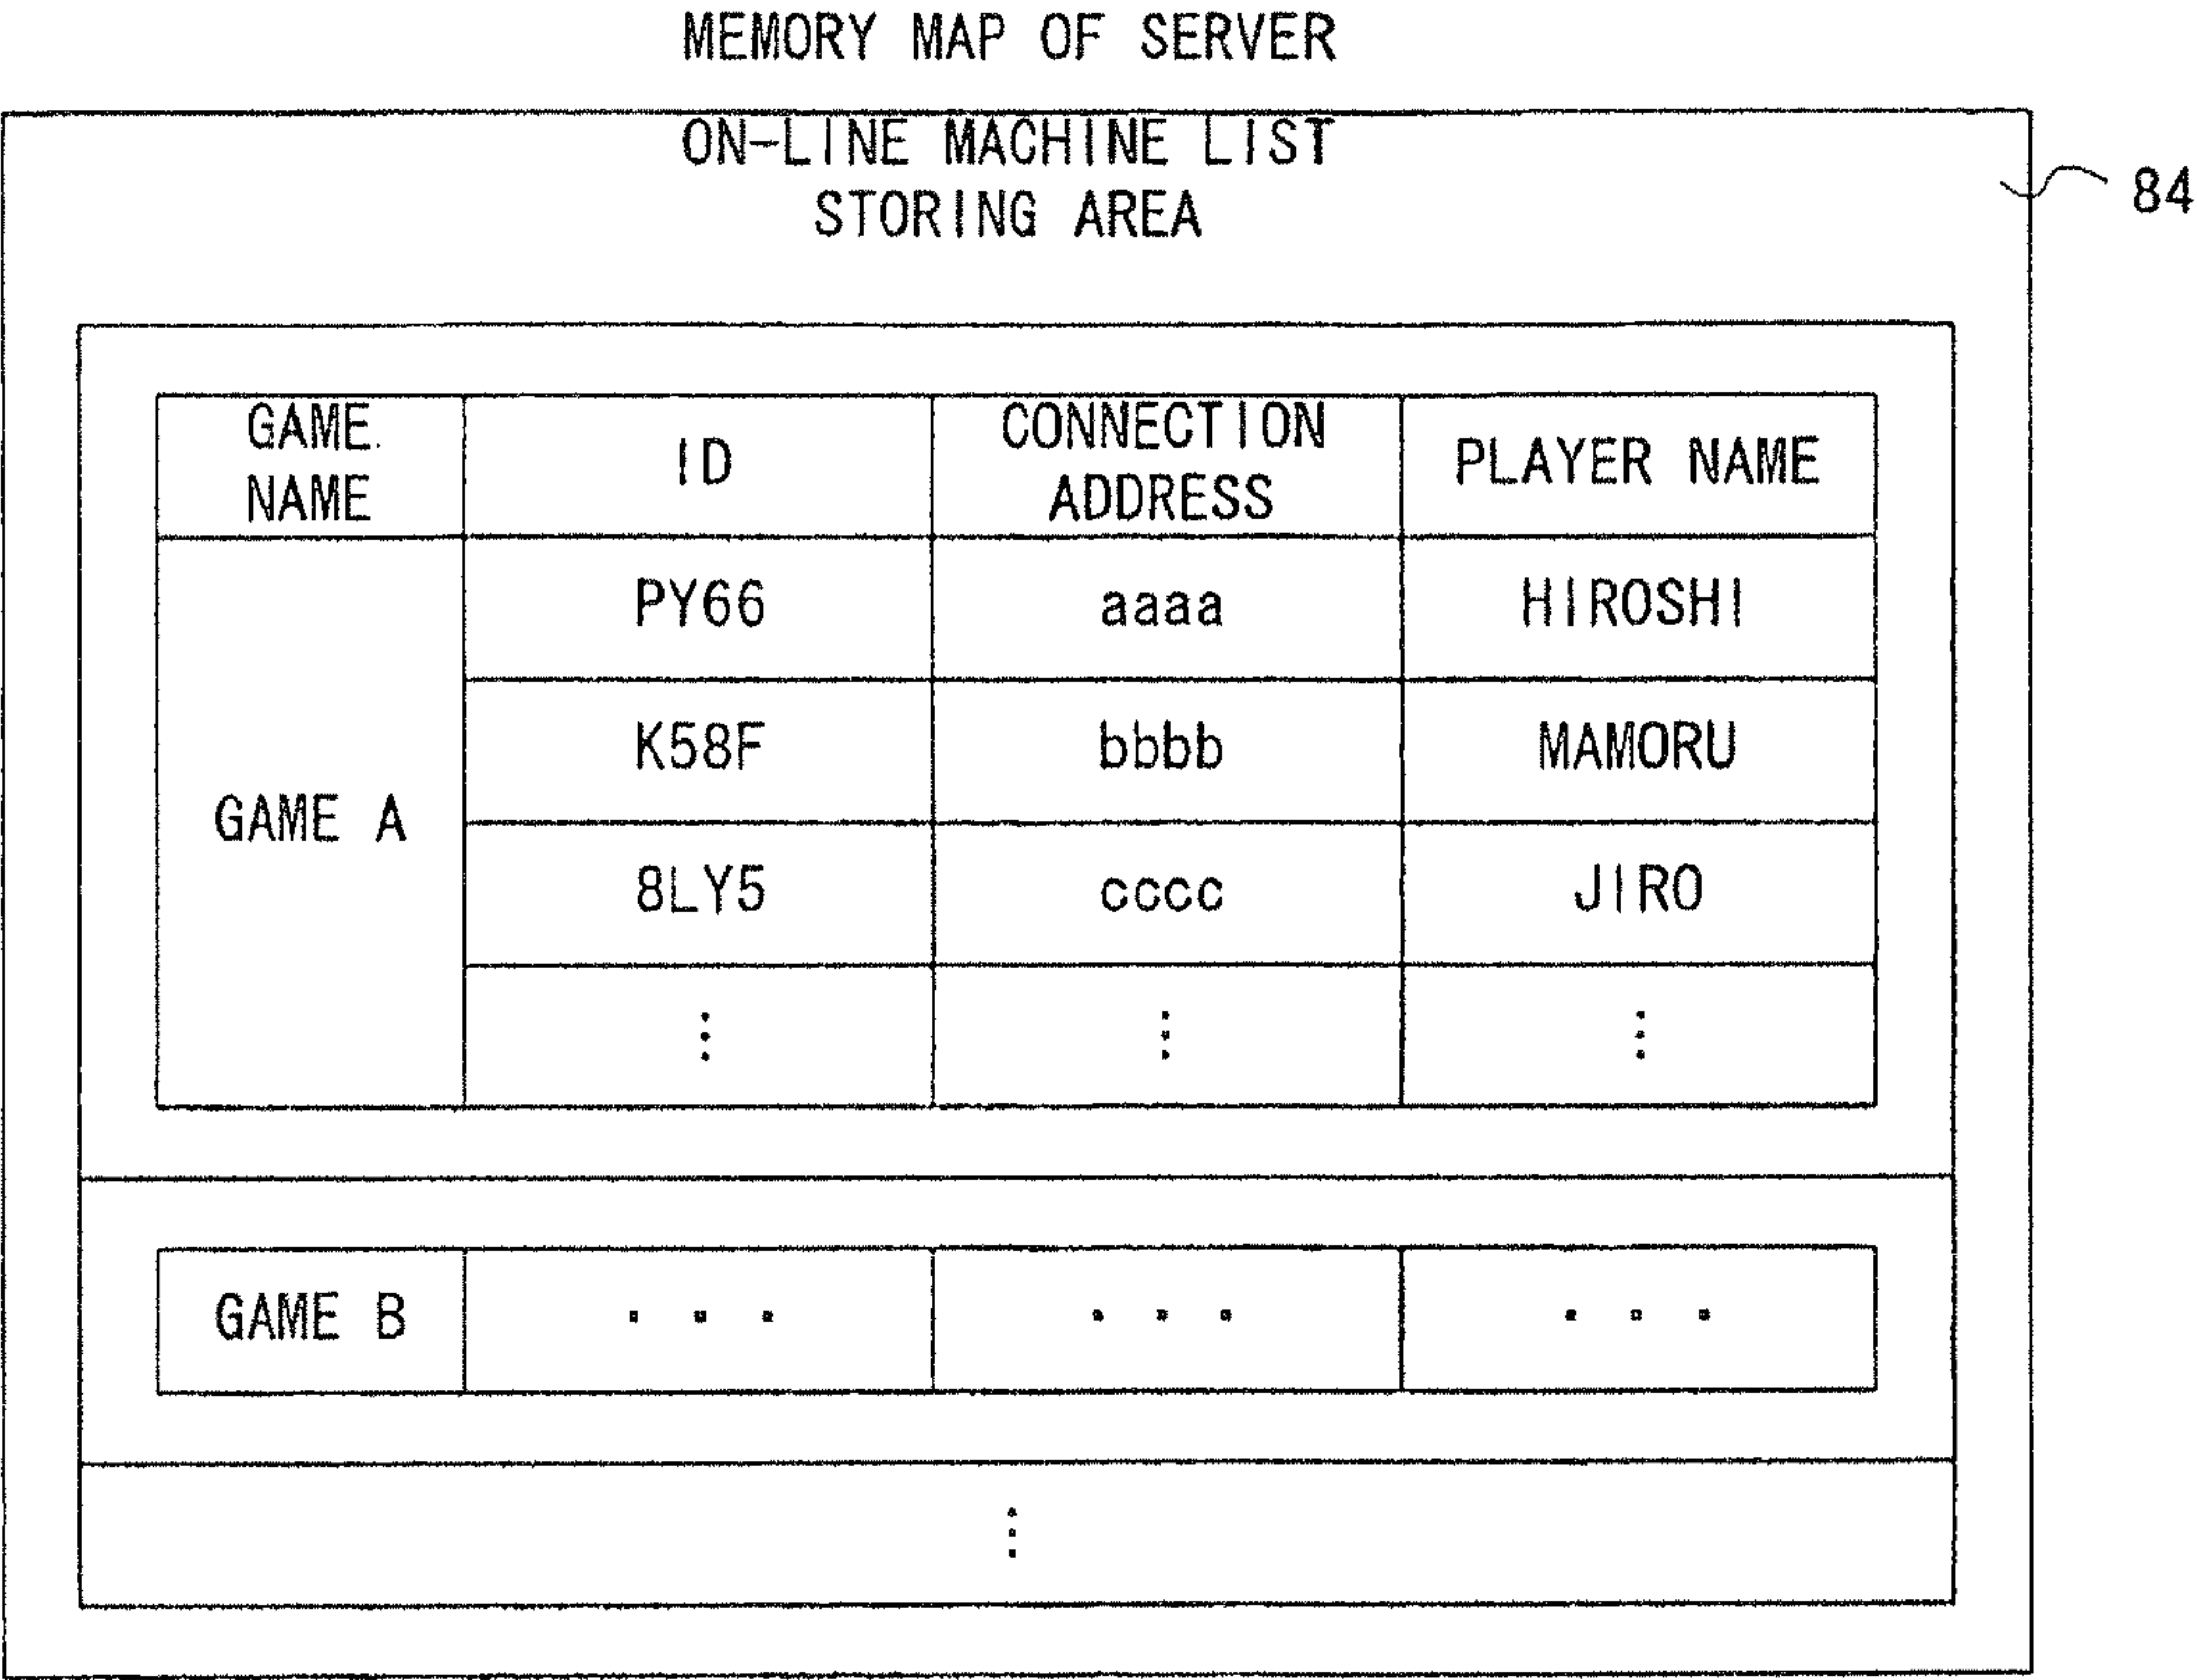 MEMORY MAP OF SERVER
ON-LINE MACHINE LIST
STORING AREA
84
GAME NAME ID CONNECTION ADDRESS PLAYER NAME
GAME A
PY66 aaaa HIROSHI
K58F bbbb MAMORU
8LY5 cccc JIRO
⋮ ⋮ ⋮
GAME B ・・・ ・・・ ・・・
⋮